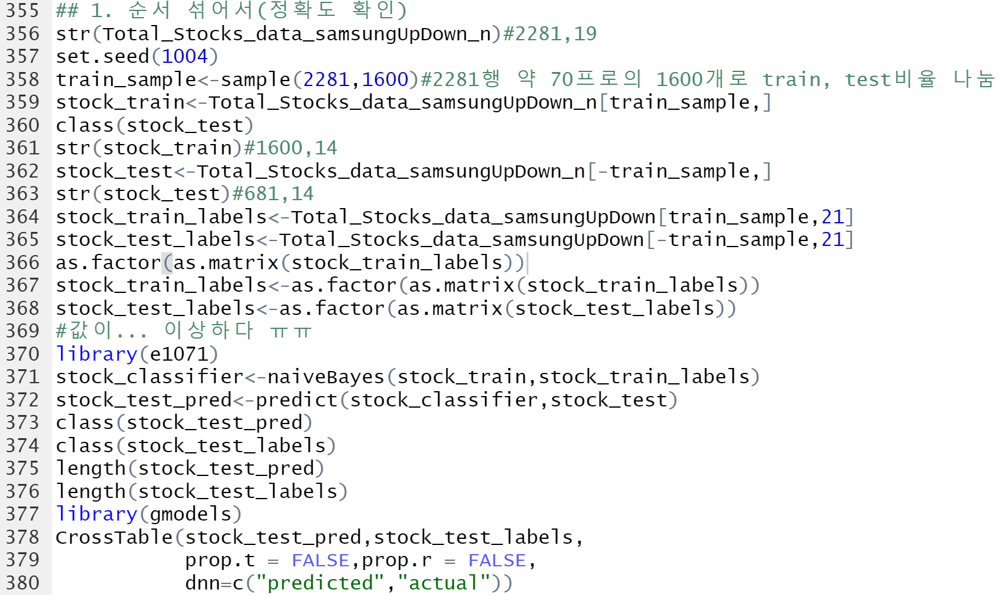 355 ## 1. 순서 섞어서(정확도 확인)
356 str(Total_Stocks_data_samsungUpDown_n)#2281,19
357 set.seed(1004)
358 train_sample<-sample(2281,1600)#2281행 약 70프로의 1600개로 train, test비율 나눔
359 stock_train<-Total_Stocks_data_samsungUpDown_n[train_sample,]
360 class(stock_test)
361 str(stock_train)#1600,14
362 stock_test<-Total_Stocks_data_samsungUpDown_n[-train_sample,]
363 str(stock_test)#681,14
364 stock_train_labels<-Total_Stocks_data_samsungUpDown[train_sample,21]
365 stock_test_labels<-Total_Stocks_data_samsungUpDown[-train_sample,21]
366 as.factor(as.matrix(stock_train_labels))
367 stock_train_labels<-as.factor(as.matrix(stock_train_labels))
368 stock_test_labels<-as.factor(as.matrix(stock_test_labels))
369 #값이... 이상하다 ㅠㅠ
370 library(e1071)
371 stock_classifier<-naiveBayes(stock_train,stock_train_labels)
372 stock_test_pred<-predict(stock_classifier,stock_test)
373 class(stock_test_pred)
374 class(stock_test_labels)
375 length(stock_test_pred)
376 length(stock_test_labels)
377 library(gmodels)
378 CrossTable(stock_test_pred,stock_test_labels,
379 prop.t = FALSE,prop.r = FALSE,
380 dnn=c("predicted","actual"))